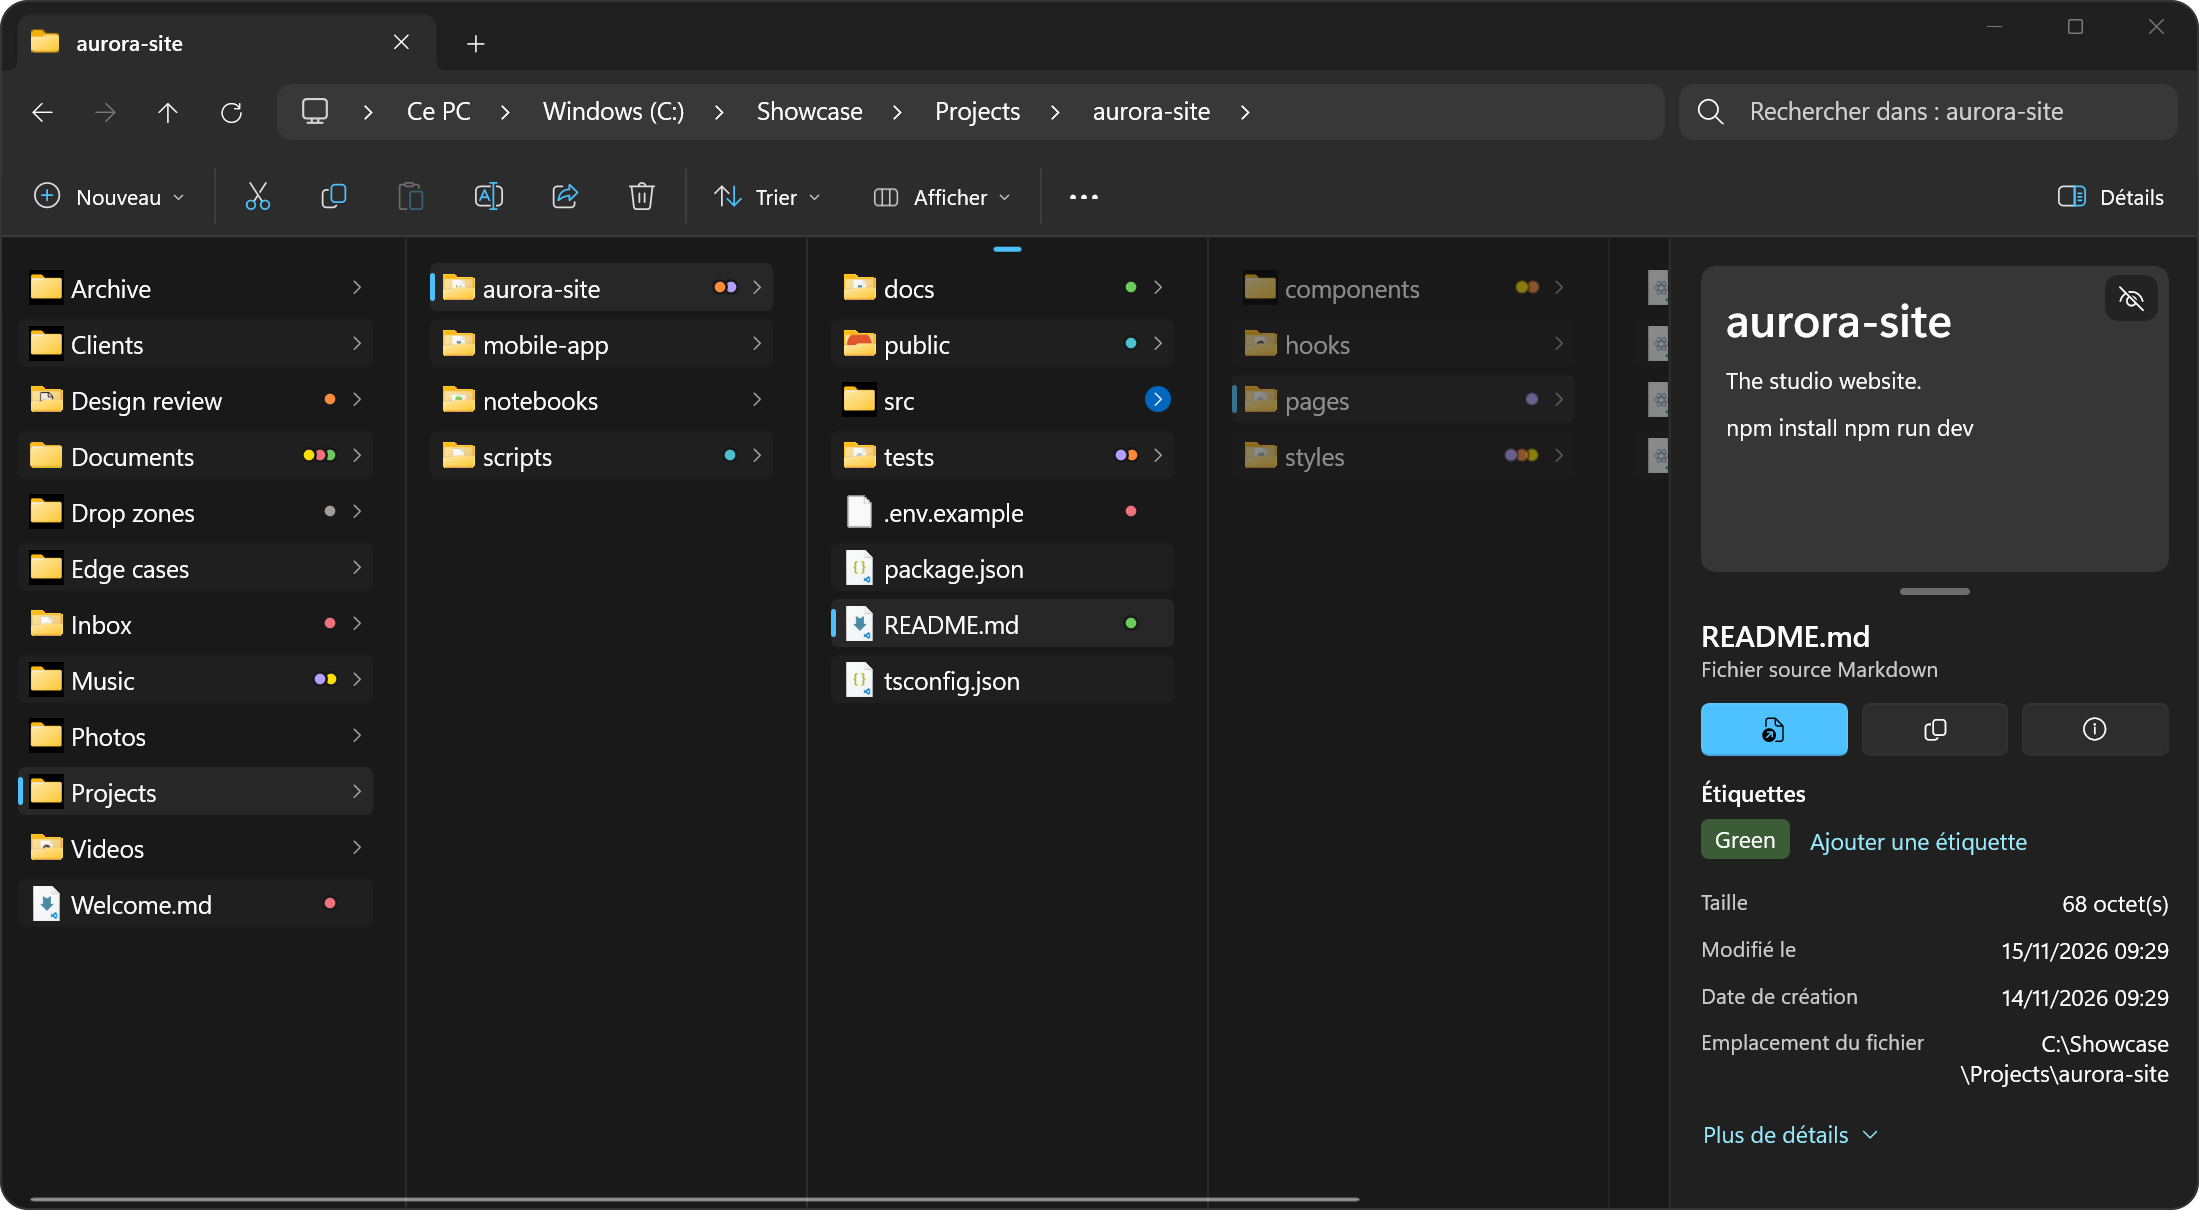 aurora-site
Ce PC
Windows (C:)
Showcase
Projects
aurora-site
Rechercher dans : aurora-site
Nouveau
Trier
Afficher
Détails
Archive
Clients
Design review
Documents
Drop zones
Edge cases
Inbox
Music
Photos
Projects
Videos
Welcome.md
aurora-site
mobile-app
notebooks
scripts
docs
public
src
tests
.env.example
package.json
README.md
tsconfig.json
components
hooks
pages
styles
aurora-site
The studio website.
npm install npm run dev
README.md
Fichier source Markdown
Étiquettes
Green
Ajouter une étiquette
Taille
68 octet(s)
Modifié le
15/11/2026 09:29
Date de création
14/11/2026 09:29
Emplacement du fichier
C:\Showcase
\Projects\aurora-site
Plus de détails